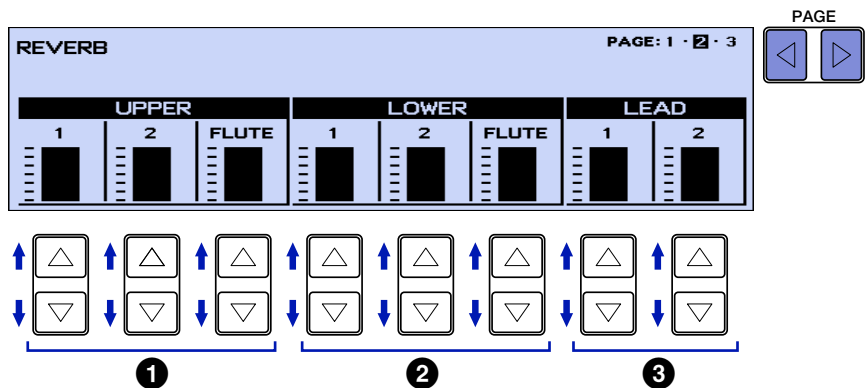 PAGE
REVERB PAGE: 1 · 2 · 3
UPPER LOWER LEAD
1 2 FLUTE 1 2 FLUTE 1 2
1 2 3